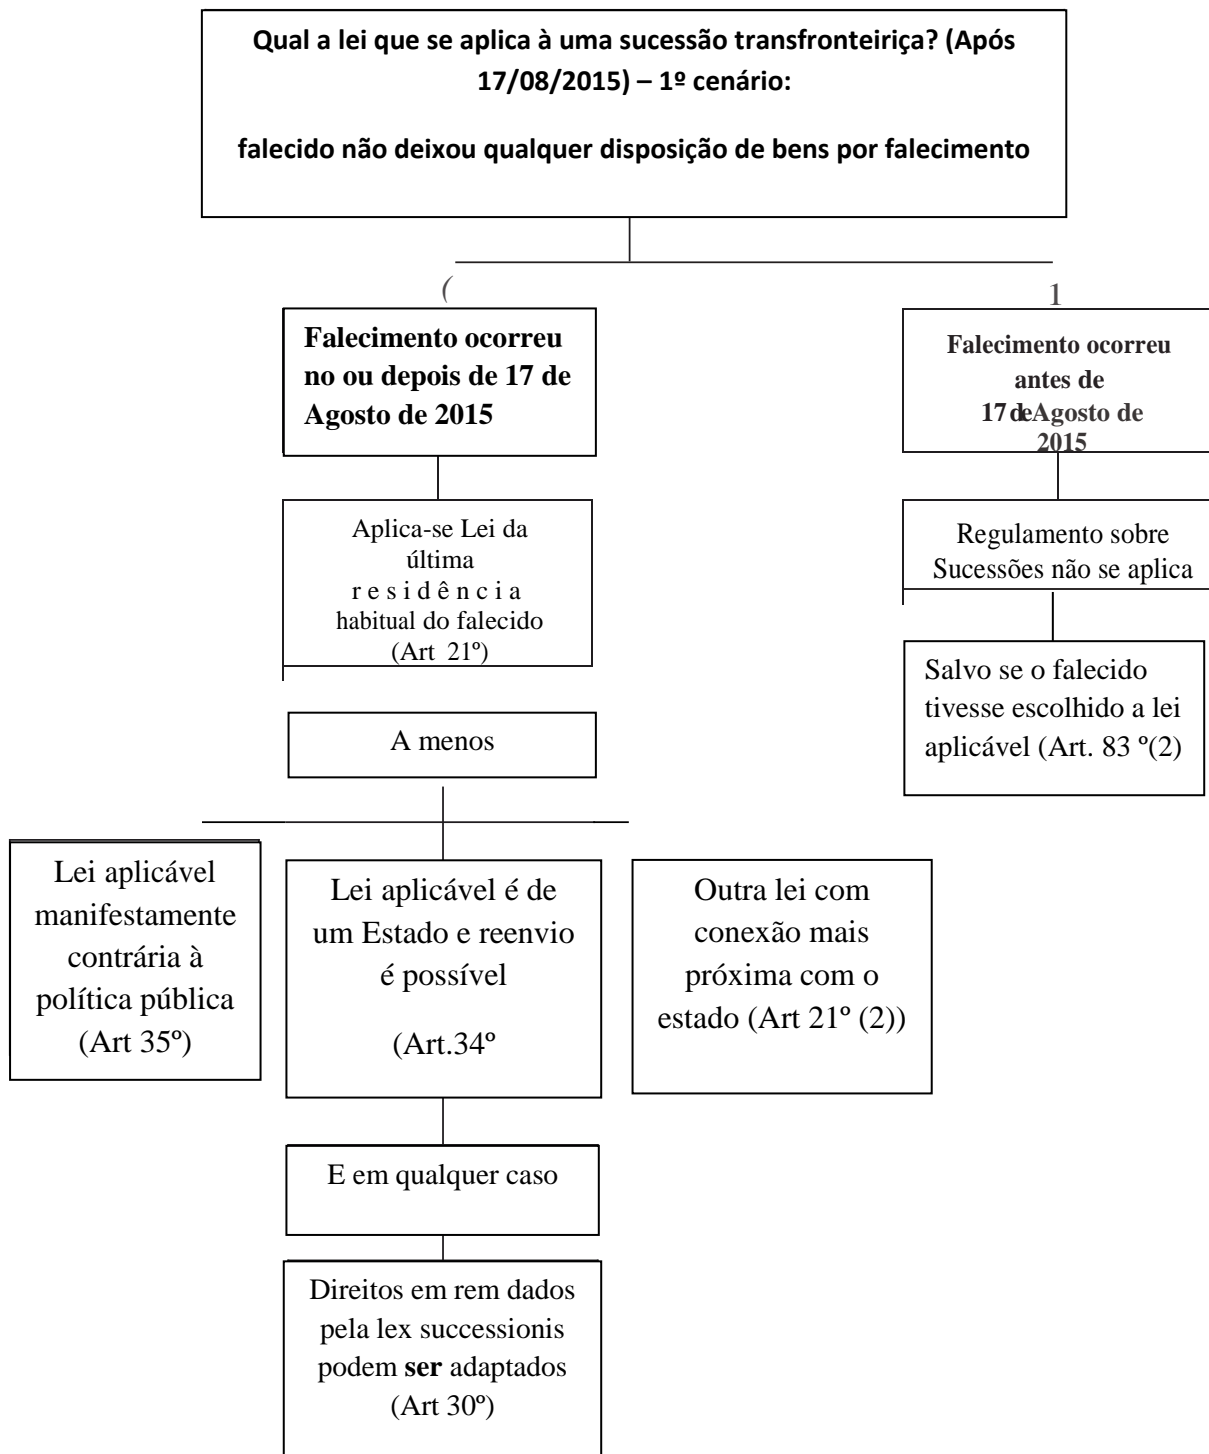 Qual a lei que se aplica à uma sucessão transfronteiriça? (Após
17/08/2015) – 1º cenário:
falecido não deixou qualquer disposição de bens por falecimento
(
1
Falecimento ocorreu
no ou depois de 17 de
Agosto de 2015
Falecimento ocorreu
antes de
17 de Agosto de
2015
Aplica-se Lei da
última
r e s i d ê n c i a
habitual do falecido
(Art 21º)
Regulamento sobre
Sucessões não se aplica
Salvo se o falecido
tivesse escolhido a lei
aplicável (Art. 83 º(2)
A menos
Lei aplicável
manifestamente
contrária à
política pública
(Art 35º)
Lei aplicável é de
um Estado e reenvio
é possível
(Art.34º
Outra lei com
conexão mais
próxima com o
estado (Art 21º (2))
E em qualquer caso
Direitos em rem dados
pela lex successionis
podem ser adaptados
(Art 30º)